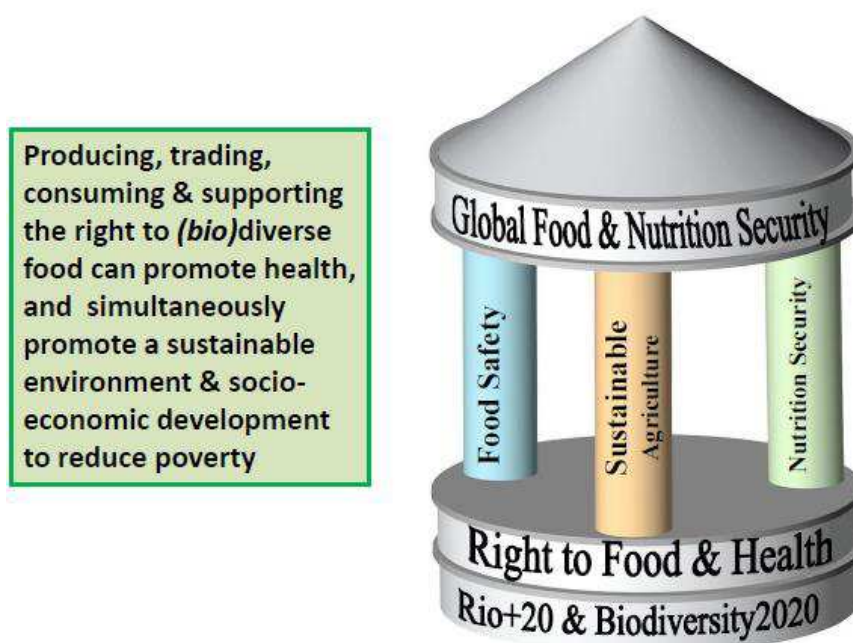 Producing, trading,
consuming & supporting
the right to (bio)diverse
food can promote health,
and simultaneously
promote a sustainable
environment & socio-
economic development
to reduce poverty
Global Food & Nutrition Security
Food Safety
Sustainable
Agriculture
Nutrition Security
Right to Food & Health
Rio+20 & Biodiversity2020